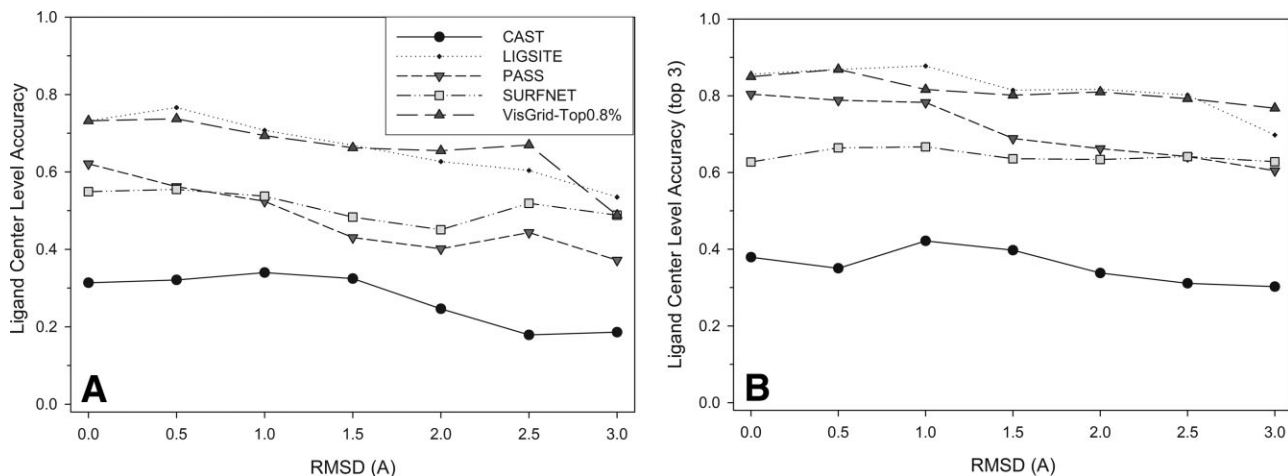 1.0
0.8
0.6
0.4
0.2
0.0
Ligand Center Level Accuracy
CAST
LIGSITE
PASS
SURFNET
VisGrid-Top0.8%
A
0.0 0.5 1.0 1.5 2.0 2.5 3.0
RMSD (A)
1.0
0.8
0.6
0.4
0.2
0.0
Ligand Center Level Accuracy (top 3)
B
0.0 0.5 1.0 1.5 2.0 2.5 3.0
RMSD (A)